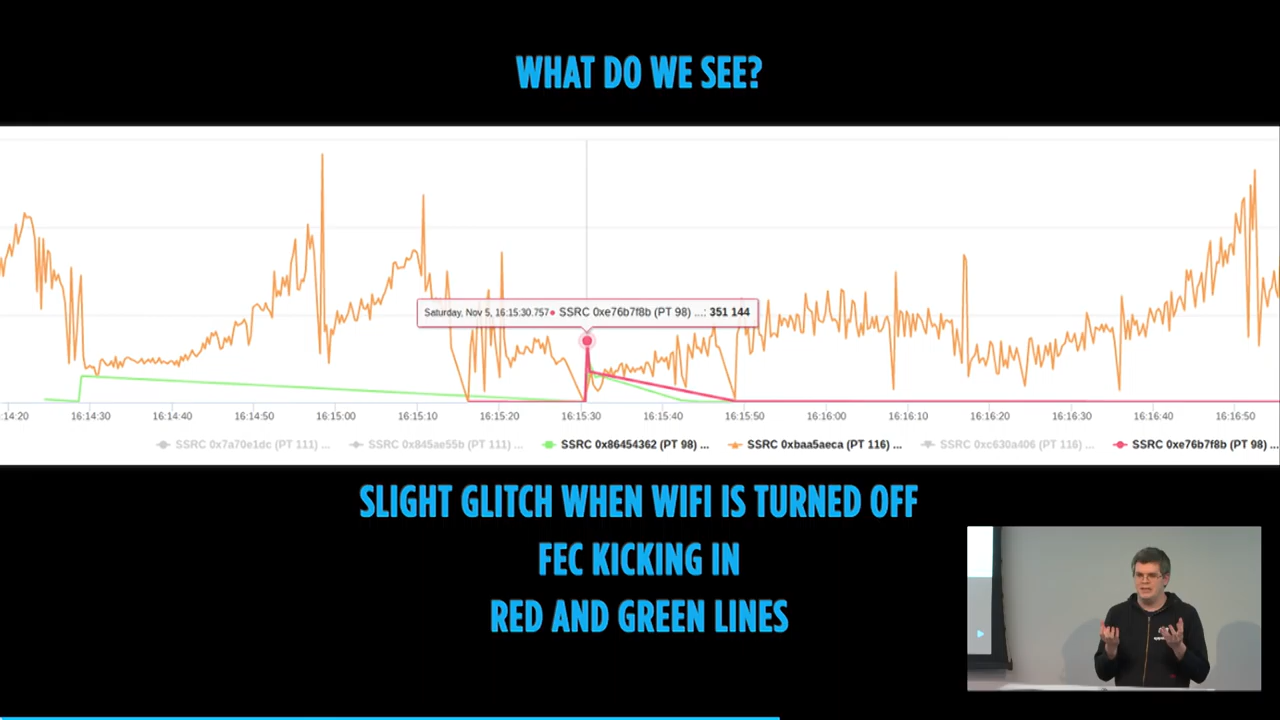 WHAT DO WE SEE?
Saturday, Nov 5, 16:15:30.757● SSRC 0xe76b7f8b (PT 98) ...: 351 144
:14:20 16:14:30 16:14:40 16:14:50 16:15:00 16:15:10 16:15:20 16:15:30 16:15:40 16:15:50 16:16:00 16:16:10 16:16:20 16:16:30 16:16:40 16:16:50
SSRC 0x7a70e1dc (PT 111) ... SSRC 0x845ae55b (PT 111) ... SSRC 0x86454362 (PT 98) ... SSRC 0xbaa5aeca (PT 116) ... SSRC 0xc630a406 (PT 116) ... SSRC 0xe76b7f8b (PT 98) ...
SLIGHT GLITCH WHEN WIFI IS TURNED OFF
FEC KICKING IN
RED AND GREEN LINES